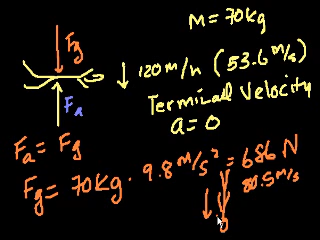 M = 70kg
Fg
↓ 120 m/h (53.6 m/s)
Fa
Terminal Velocity
a = 0
Fa = Fg
Fg = 70kg · 9.8 m/s² = 686 N
80.5 m/s